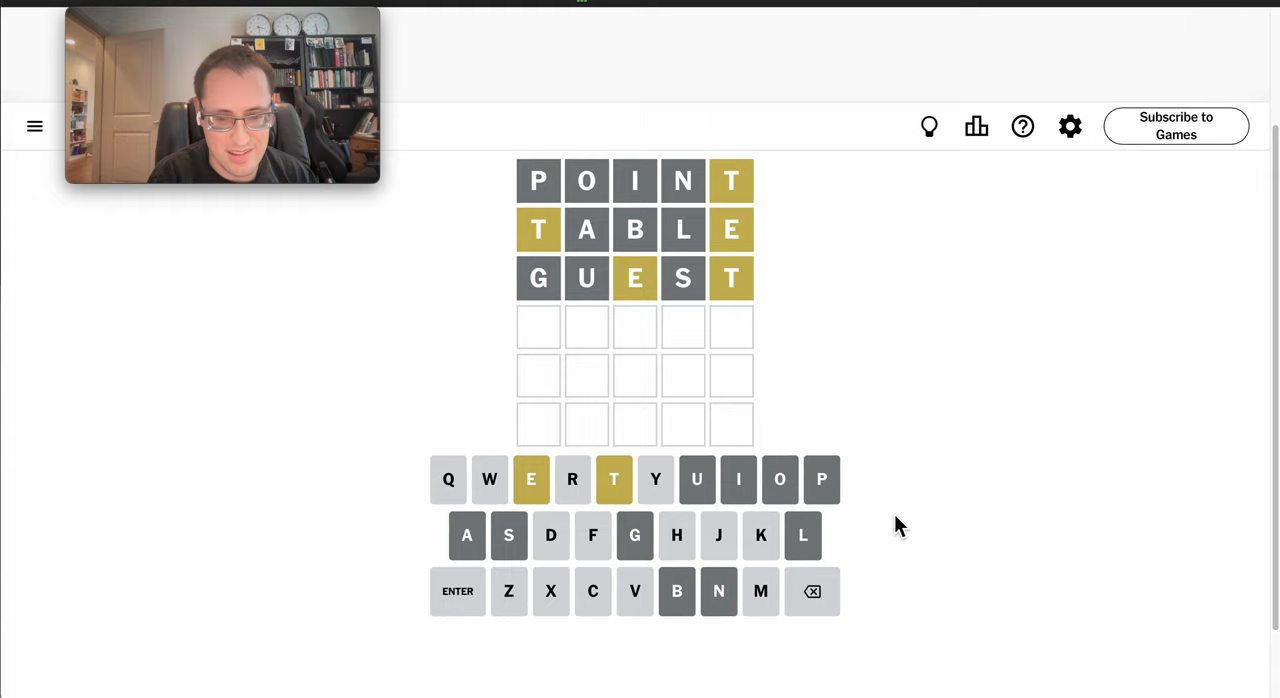 Subscribe to
Games
P O I N T
T A B L E
G U E S T
Q W E R T Y U I O P
A S D F G H J K L
ENTER Z X C V B N M